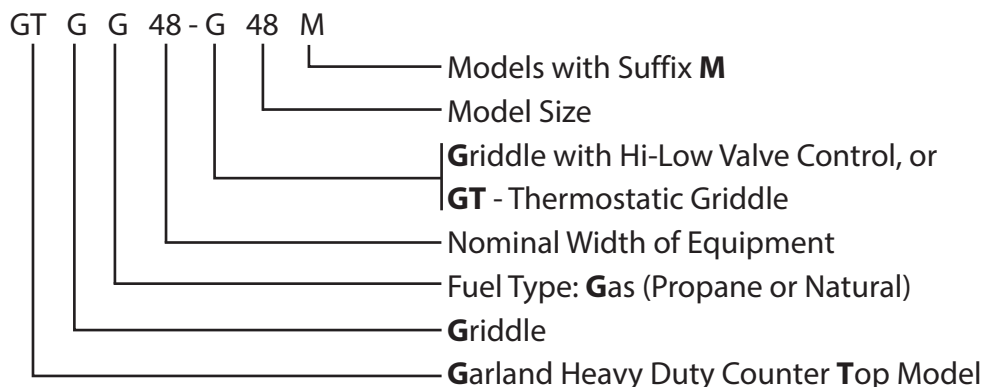 GT G G 48 - G 48 M
Models with Suffix M
Model Size
Griddle with Hi-Low Valve Control, or
GT - Thermostatic Griddle
Nominal Width of Equipment
Fuel Type: Gas (Propane or Natural)
Griddle
Garland Heavy Duty Counter Top Model